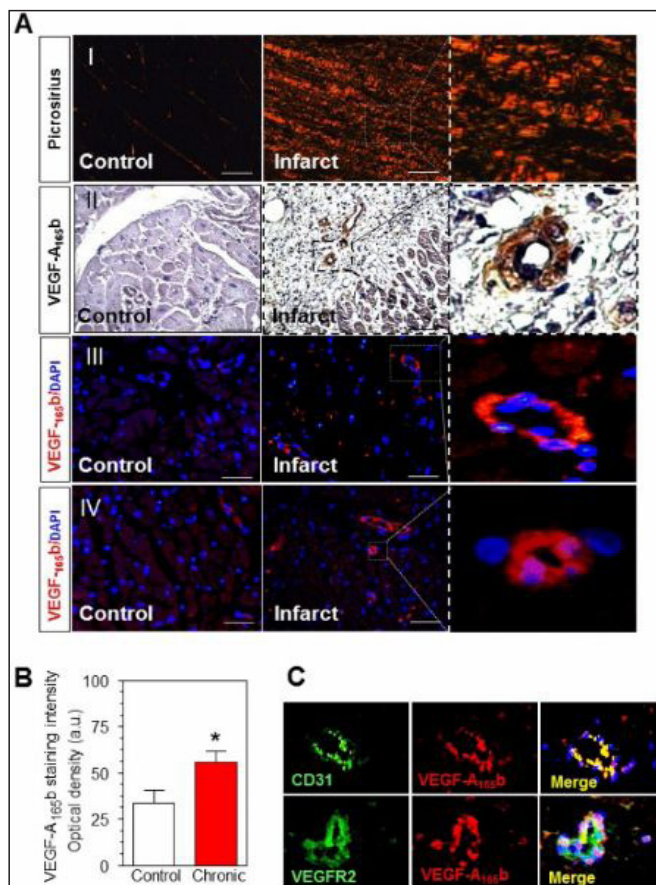 A
Picrosirius
I
Control
Infarct
VEGF-A165b
II
Control
Infarct
VEGF-165b/DAPI
III
Control
Infarct
VEGF-165b/DAPI
IV
Control
Infarct
B
VEGF-A165b staining intensity
Optical density (a.u.)
100
75
50
25
0
*
Control
Chronic
C
CD31
VEGF-A165b
Merge
VEGFR2
VEGF-A165b
Merge